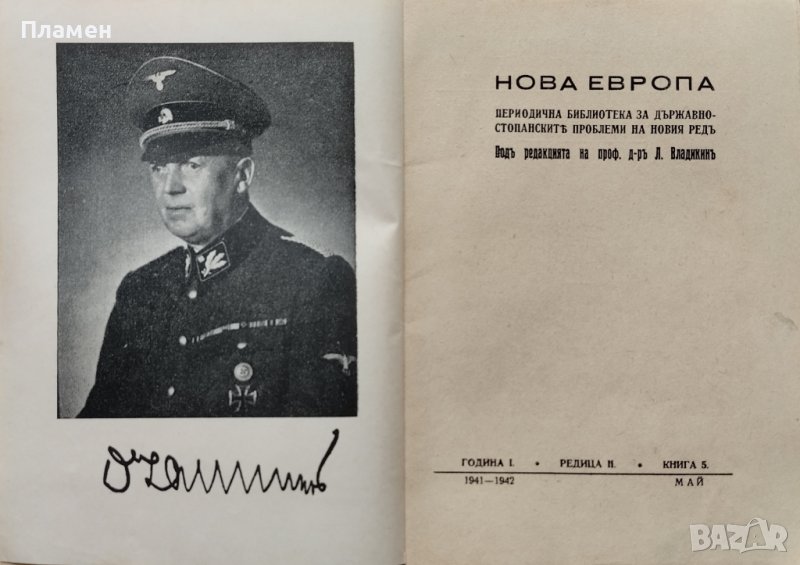 Пламен
НОВА ЕВРОПА
ПЕРИОДИЧНА БИБЛИОТЕКА ЗА ДЪРЖАВНО-
СТОПАНСКИТѢ ПРОБЛЕМИ НА НОВИЯ РЕДЪ
Подъ редакцията на проф. д-ръ Л. Владикинъ
ГОДИНА I. • РЕДИЦА II. • КНИГА 5.
1941—1942 МАЙ
BAZAR